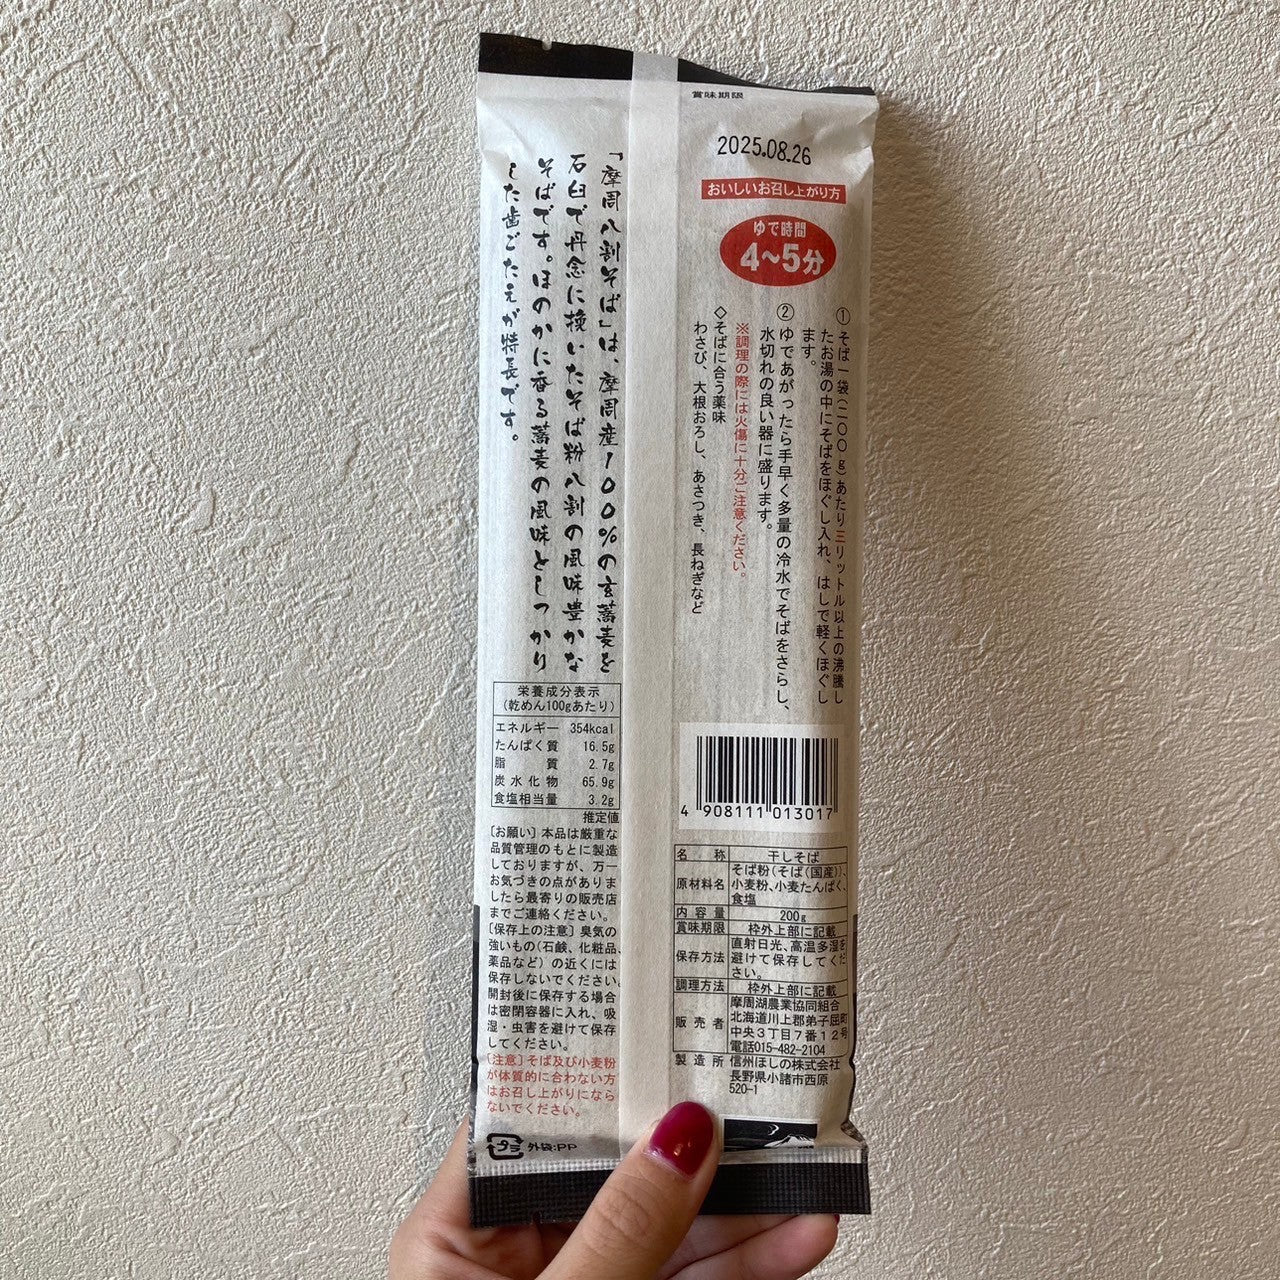 賞味期限
2025.08.26
おいしいお召し上がり方
ゆで時間
4〜5分
①そば一袋(二〇〇g)あたり三リットル以上の沸騰し
たお湯の中にそばをほぐし入れ、はしで軽くほぐし
ます。
②ゆであがったら手早く多量の冷水でそばをさらし、
水切れの良い器に盛ります。
※調理の際には火傷に十分ご注意ください。
◇そばに合う薬味
わさび、大根おろし、あさつき、長ねぎなど
「摩周八割そば」は、摩周産100%の玄蕎麦を
石臼で丹念に挽いたそば粉八割の風味豊かな
そばです。ほのかに香る蕎麦の風味としっかり
した歯ごたえが特長です。
栄養成分表示
(乾めん100gあたり)
エネルギー 354kcal
たんぱく質 16.5g
脂質 2.7g
炭水化物 65.9g
食塩相当量 3.2g
推定値
〔お願い〕本品は厳重な
品質管理のもとに製造
しておりますが、万一
お気づきの点がありま
したら最寄りの販売店
までご連絡ください。
〔保存上の注意〕臭気の
強いもの(石鹸、化粧品、
薬品など)の近くには
保存しないでください。
開封後に保存する場合
は密閉容器に入れ、吸
湿・虫害を避けて保存
してください。
〔注意〕そば及び小麦粉
が体質的に合わない方
はお召し上がりになら
ないでください。
プラ 外袋:PP
4 908111 013017
名称 干しそば
原材料名 そば粉(そば(国産))、
小麦粉、小麦たんぱく、
食塩
内容量 200g
賞味期限 枠外上部に記載
保存方法 直射日光、高温多湿を
避けて保存してくだ
さい。
調理方法 枠外上部に記載
販売者 摩周湖農業協同組合
北海道川上郡弟子屈町
中央3丁目7番12号
電話015-482-2104
製造所 信州ほしの株式会社
長野県小諸市西原
520-1